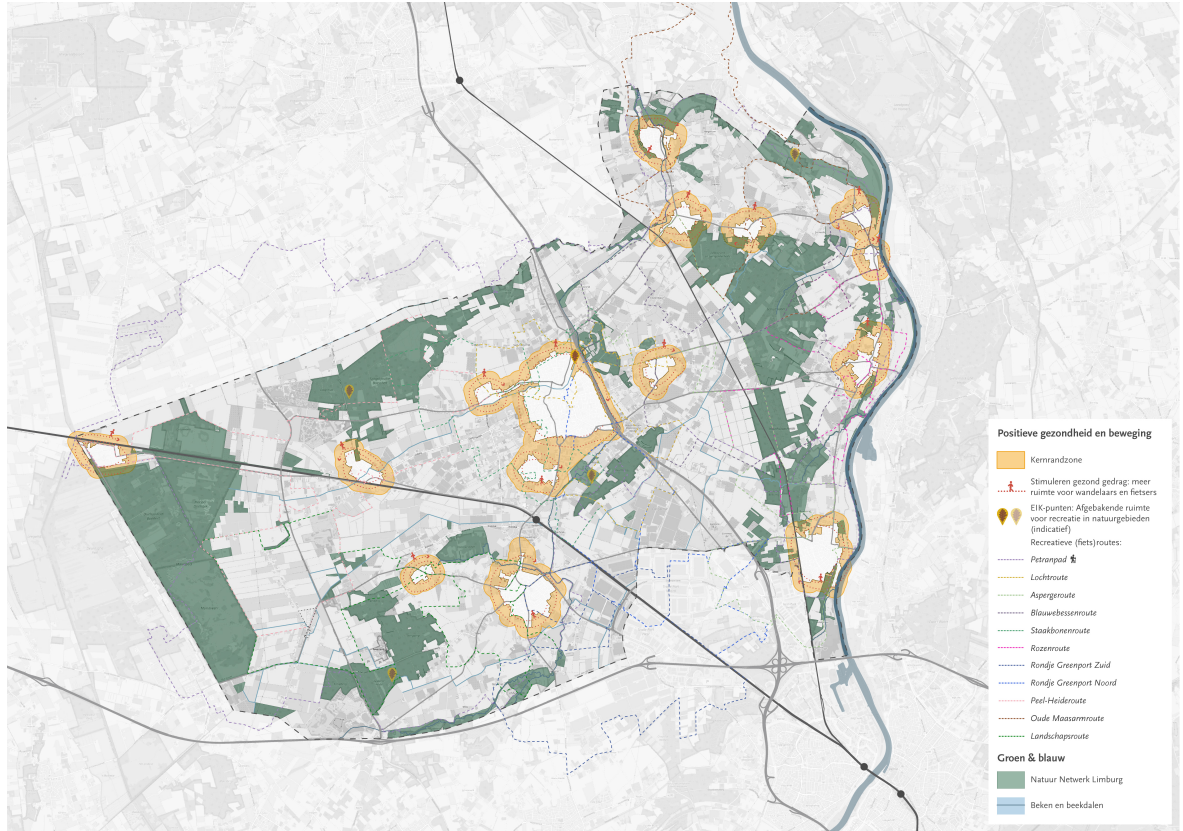 Positieve gezondheid en beweging
Kernrandzone
Stimuleren gezond gedrag: meer
ruimte voor wandelaars en fietsers
EIK-punten: Afgebakende ruimte
voor recreatie in natuurgebieden
(indicatief)
Recreatieve (fiets)routes:
Petranpad
Lochtroute
Aspergeroute
Blauwebessenroute
Staakbonenroute
Rozenroute
Rondje Greenport Zuid
Rondje Greenport Noord
Peel-Heideroute
Oude Maasarmroute
Landschapsroute
Groen & blauw
Natuur Netwerk Limburg
Beken en beekdalen